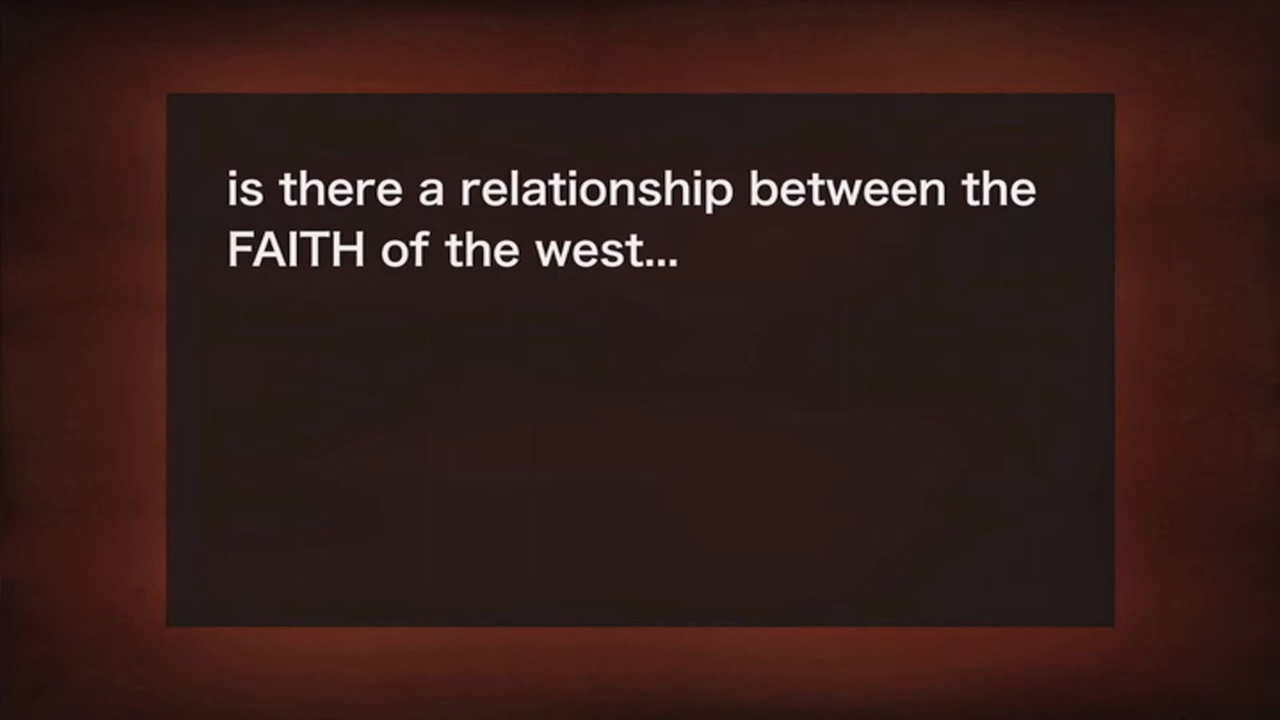 is there a relationship between the
FAITH of the west...